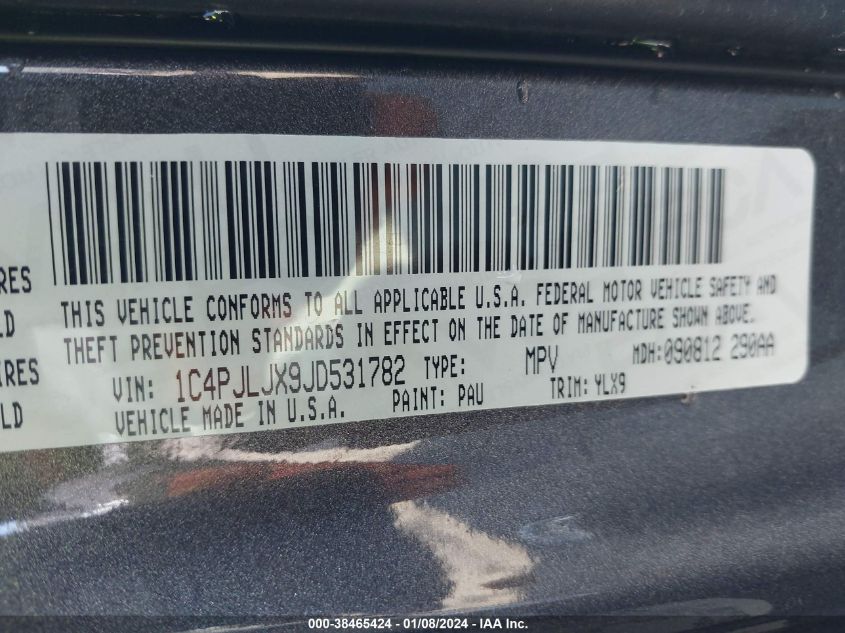 IRES
LD
IRES
LD
THIS VEHICLE CONFORMS TO ALL APPLICABLE U.S.A. FEDERAL MOTOR VEHICLE SAFETY AND
THEFT PREVENTION STANDARDS IN EFFECT ON THE DATE OF MANUFACTURE SHOWN ABOVE.
VIN: 1C4PJLJX9JD531782 TYPE: MPV MDH:090812 290AA
VEHICLE MADE IN U.S.A. PAINT: PAU TRIM: YLX9
000-38465424 - 01/08/2024 - IAA Inc.